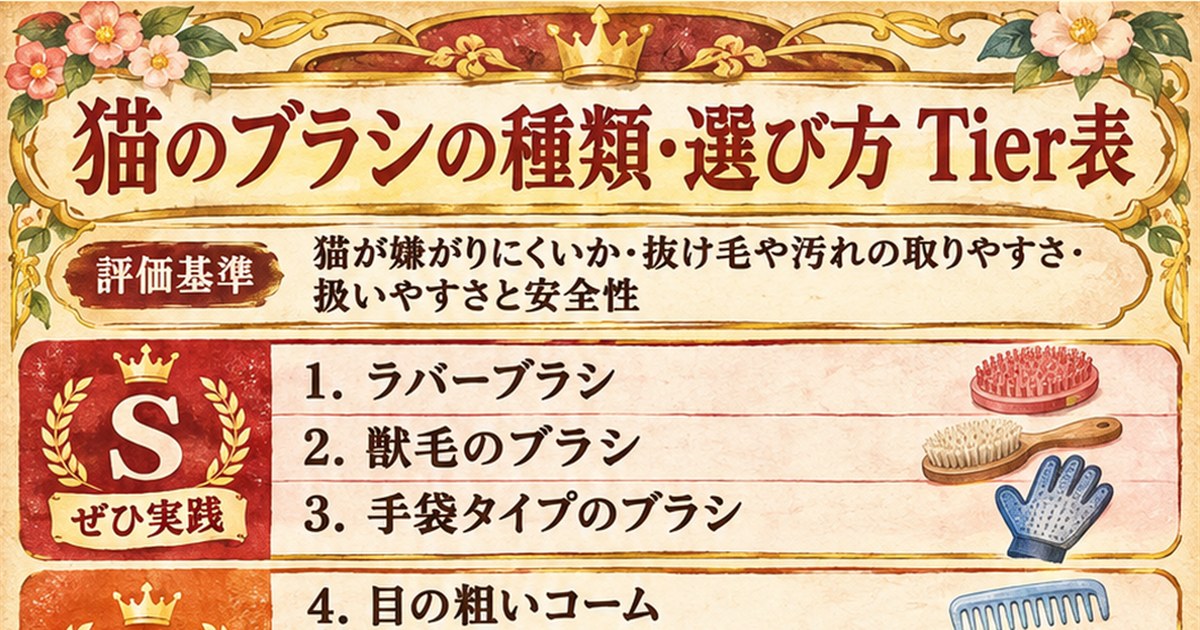 猫のブラシの種類・選び方 Tier表
評価基準
猫が嫌がりにくいか・抜け毛や汚れの取りやすさ・
扱いやすさと安全性
S
ぜひ実践
1. ラバーブラシ
2. 獣毛のブラシ
3. 手袋タイプのブラシ
4. 目の粗いコーム